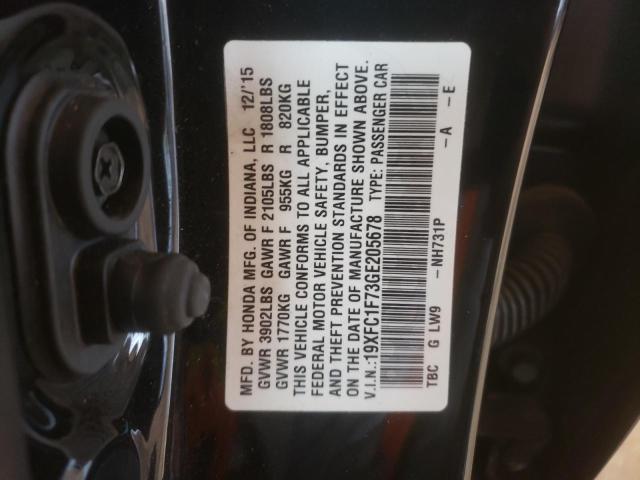 MFD. BY HONDA MFG. OF INDIANA, LLC 12/'15
GVWR 3902LBS GAWR F 2105LBS R 1808LBS
GVWR 1770KG GAWR F 955KG R 820KG
THIS VEHICLE CONFORMS TO ALL APPLICABLE
FEDERAL MOTOR VEHICLE SAFETY, BUMPER,
AND THEFT PREVENTION STANDARDS IN EFFECT
ON THE DATE OF MANUFACTURE SHOWN ABOVE.
V.I.N.:19XFC1F73GE205678 TYPE: PASSENGER CAR
TBC G LW9 -NH731P -A -E